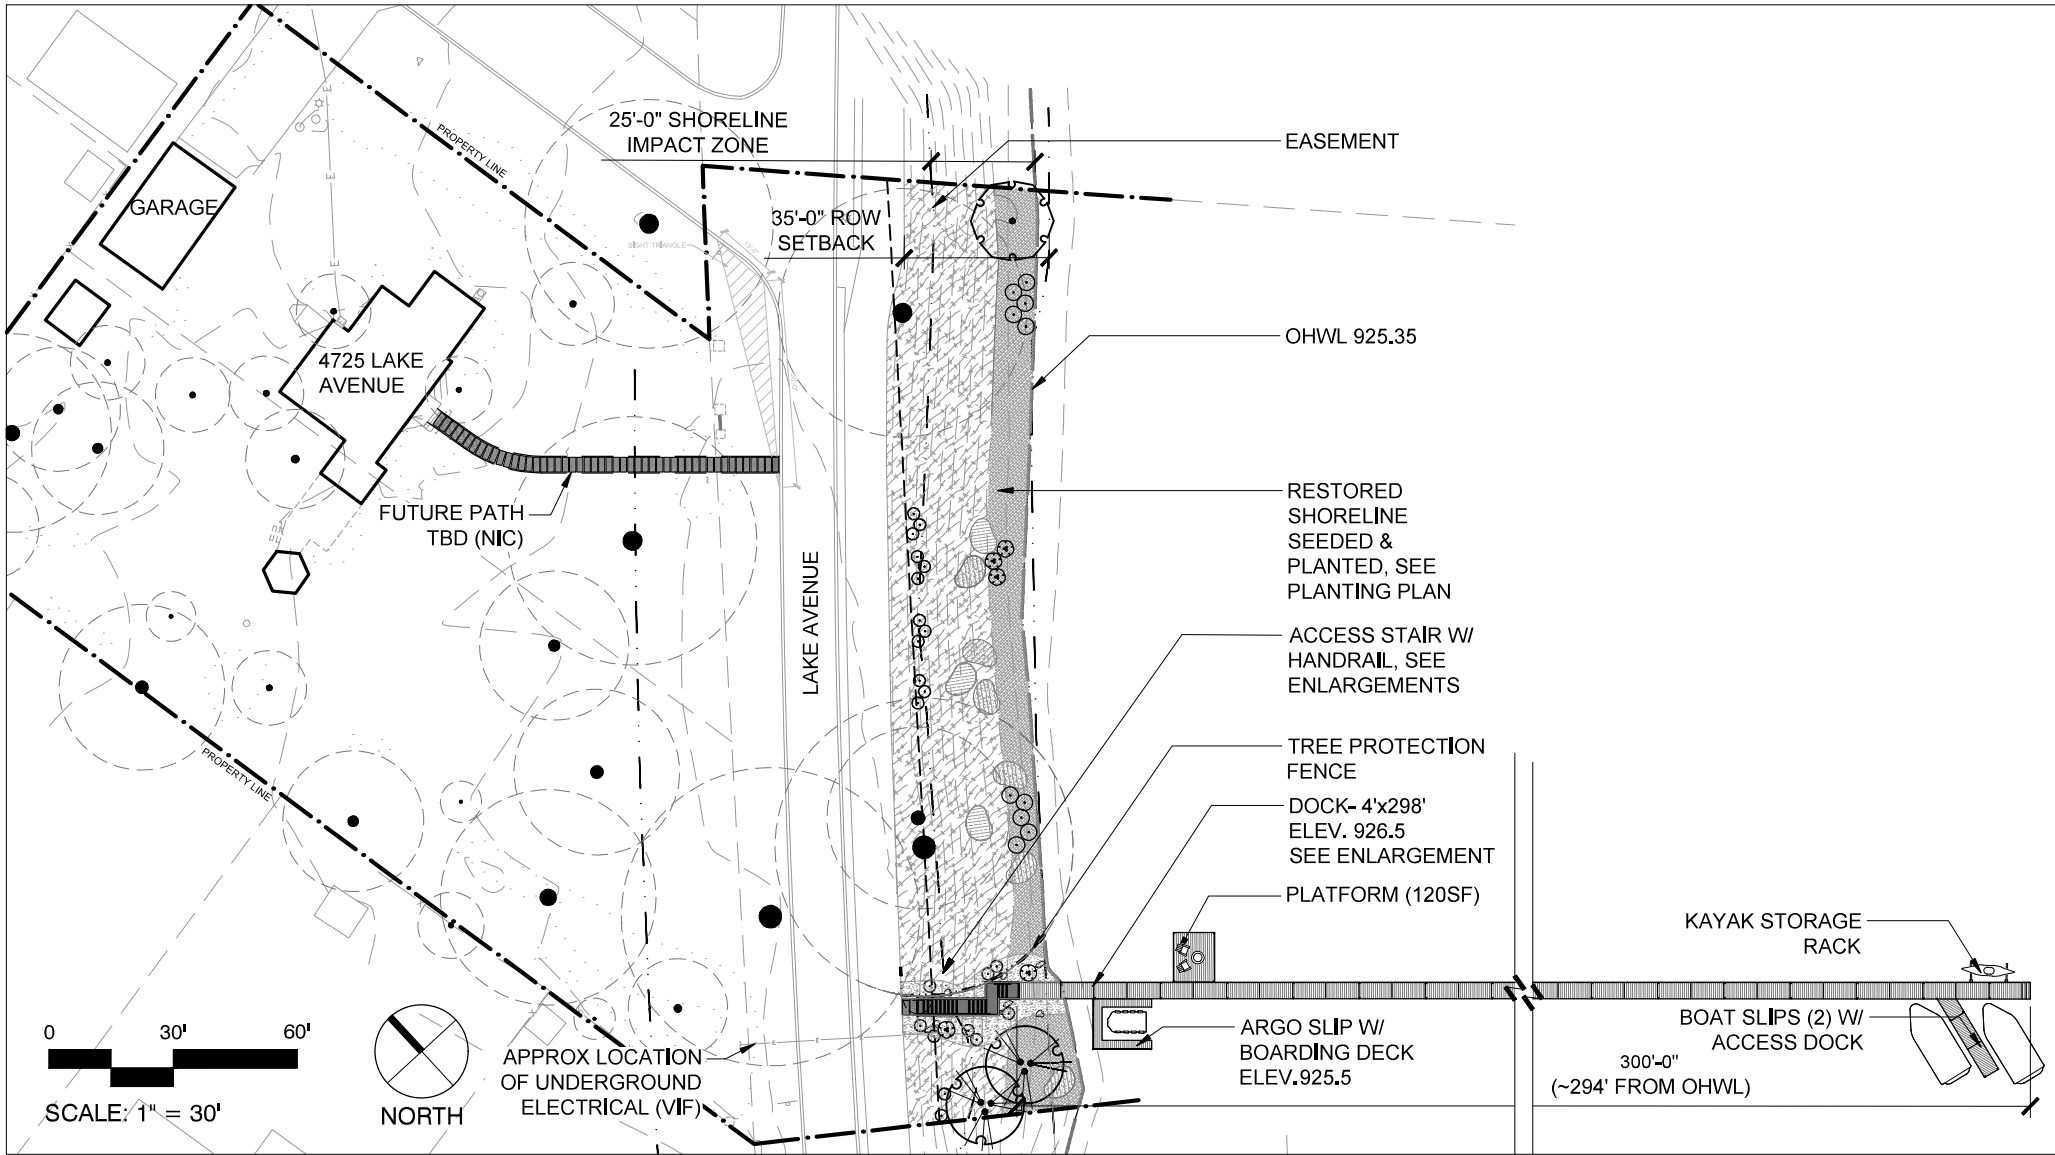 25'-0" SHORELINE
IMPACT ZONE
PROPERTY LINE
EASEMENT
GARAGE
35'-0" ROW
SETBACK
SIGHT TRIANGLE
15'-0"
OHWL 925.35
4725 LAKE
AVENUE
FUTURE PATH
TBD (NIC)
LAKE AVENUE
RESTORED
SHORELINE
SEEDED &
PLANTED, SEE
PLANTING PLAN
ACCESS STAIR W/
HANDRAIL, SEE
ENLARGEMENTS
TREE PROTECTION
FENCE
PROPERTY LINE
DOCK- 4'x298'
ELEV. 926.5
SEE ENLARGEMENT
PLATFORM (120SF)
KAYAK STORAGE
RACK
ARGO SLIP W/
BOARDING DECK
ELEV.925.5
BOAT SLIPS (2) W/
ACCESS DOCK
300'-0"
(~294' FROM OHWL)
APPROX LOCATION
OF UNDERGROUND
ELECTRICAL (VIF)
0 30' 60'
SCALE: 1" = 30'
NORTH